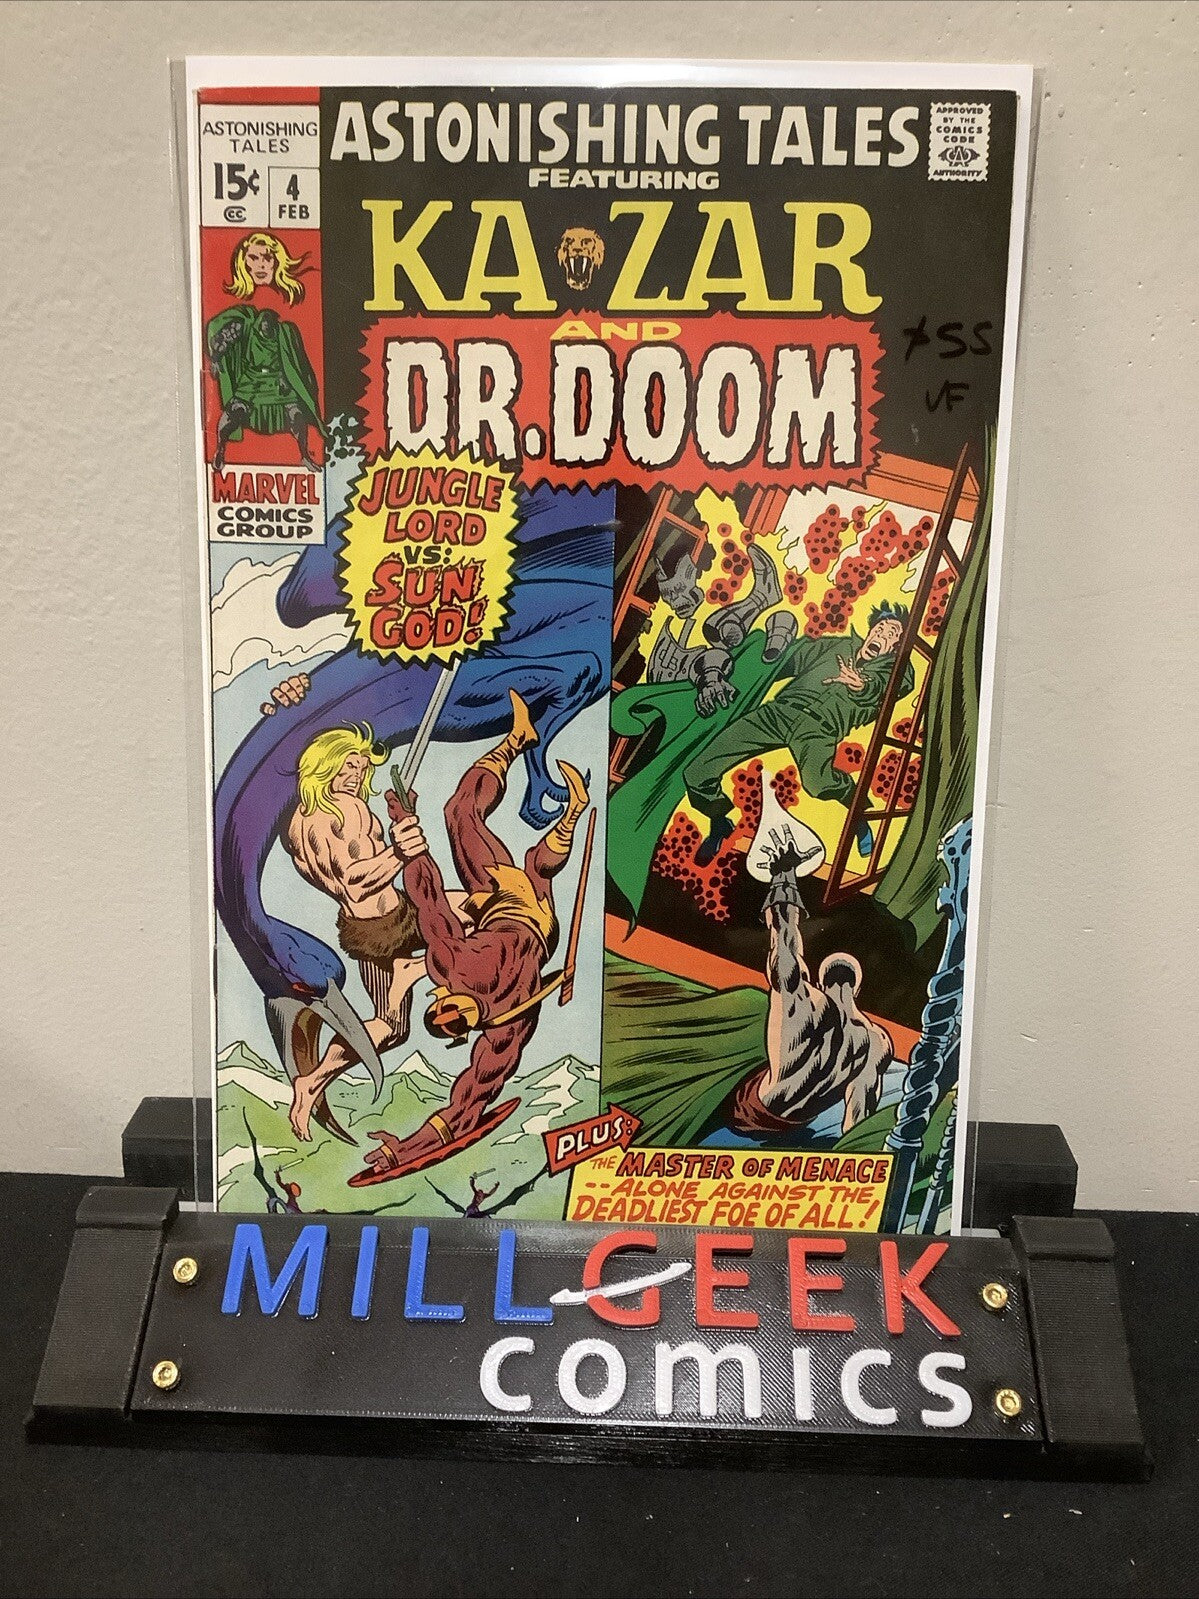 ASTONISHING
TALES
15¢
CC
4
FEB
MARVEL
COMICS
GROUP
ASTONISHING TALES
FEATURING
KA ZAR
AND
DR. DOOM
APPROVED
BY THE
COMICS
CODE
CA
AUTHORITY
55
VF
JUNGLE
LORD
VS:
SUN
GOD!
PLUS:
THE MASTER OF MENACE
--ALONE AGAINST THE
DEADLIEST FOE OF ALL!
MILLGEEK
comics